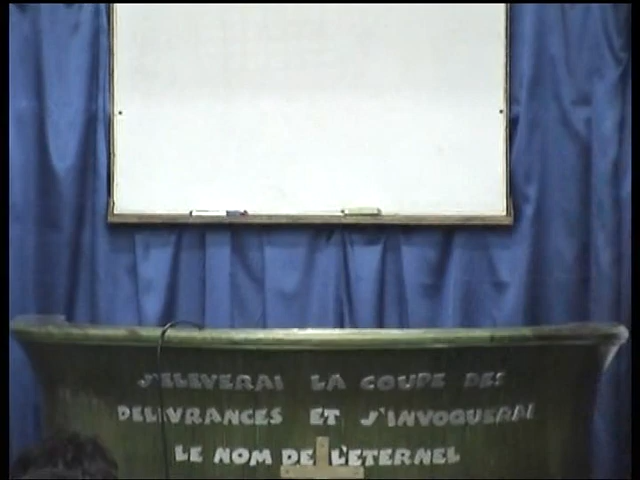 J'ELEVERAI LA COUPE DES
DELIVRANCES ET J'INVOQUERAI
LE NOM DE L'ETERNEL